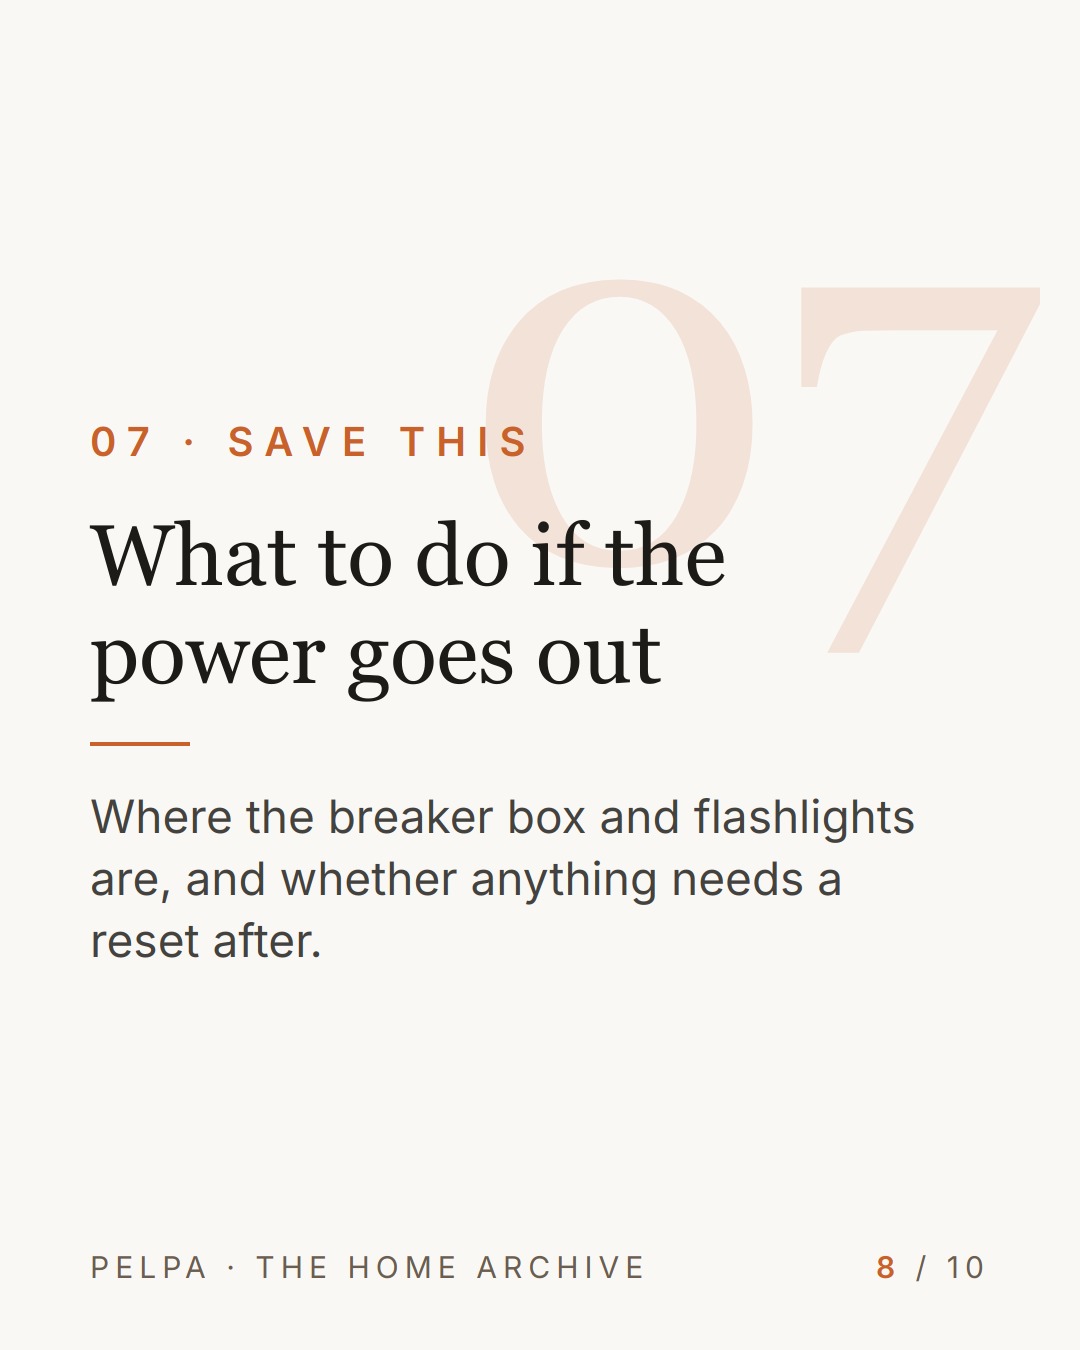 07
07 · SAVE THIS
What to do if the
power goes out
Where the breaker box and flashlights
are, and whether anything needs a
reset after.
PELPA · THE HOME ARCHIVE
8 / 10